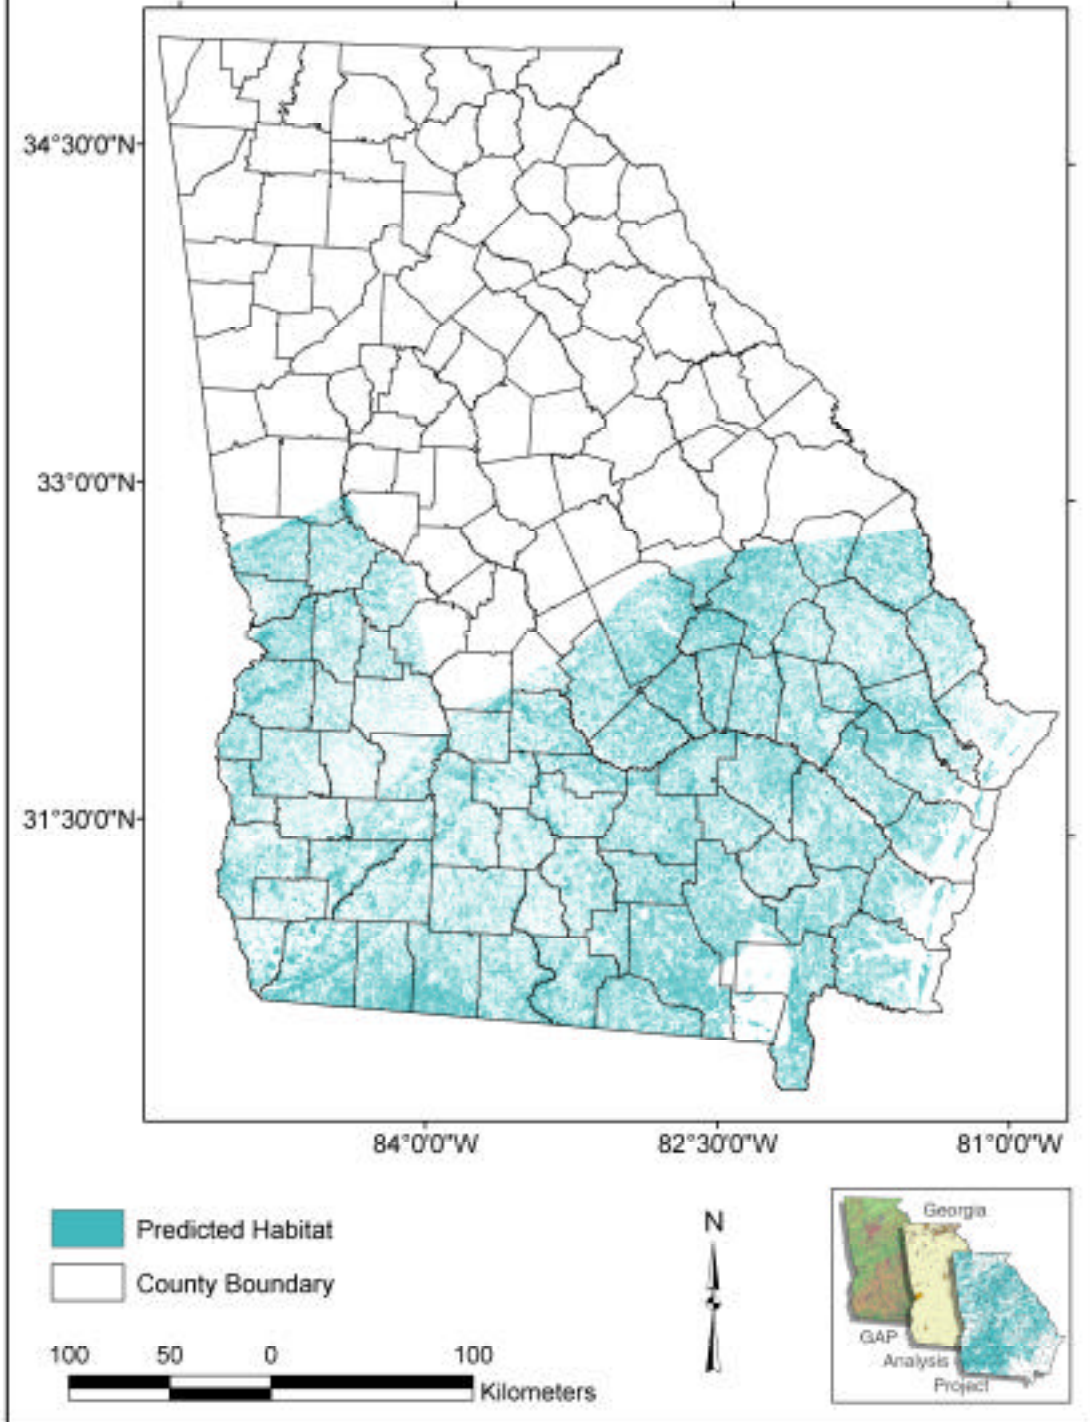 34°30'0"N
33°0'0"N
31°30'0"N
84°0'0"W 82°30'0"W 81°0'0"W
Predicted Habitat
County Boundary
N
100 50 0 100
Kilometers
Georgia
GAP
Analysis
Project